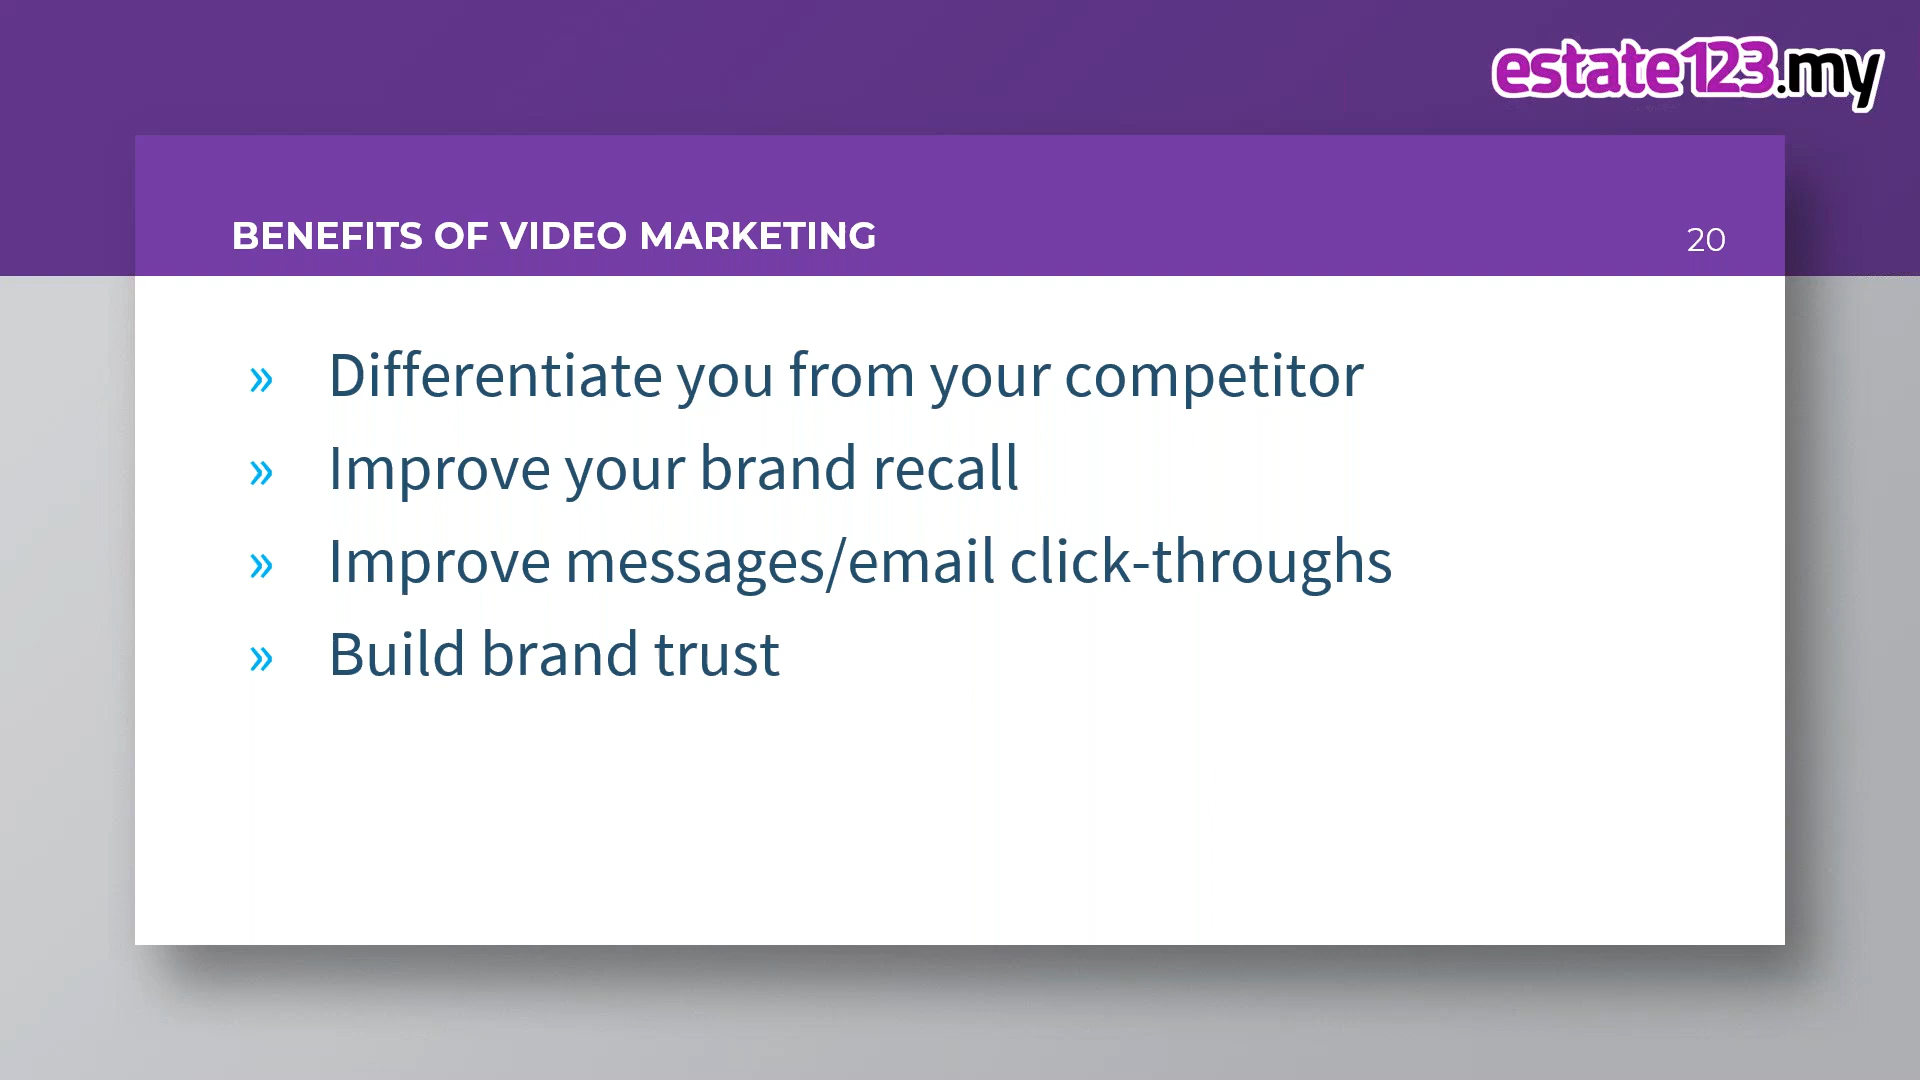 estate123.my
BENEFITS OF VIDEO MARKETING
20
» Differentiate you from your competitor
» Improve your brand recall
» Improve messages/email click-throughs
» Build brand trust